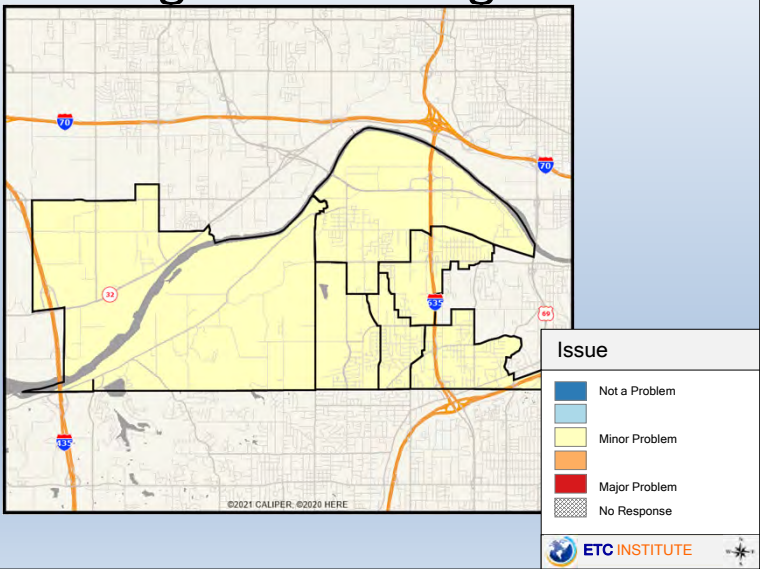 70
70
32
635
69
435
©2021 CALIPER; ©2020 HERE
Issue
Not a Problem
Minor Problem
Major Problem
No Response
ETC INSTITUTE